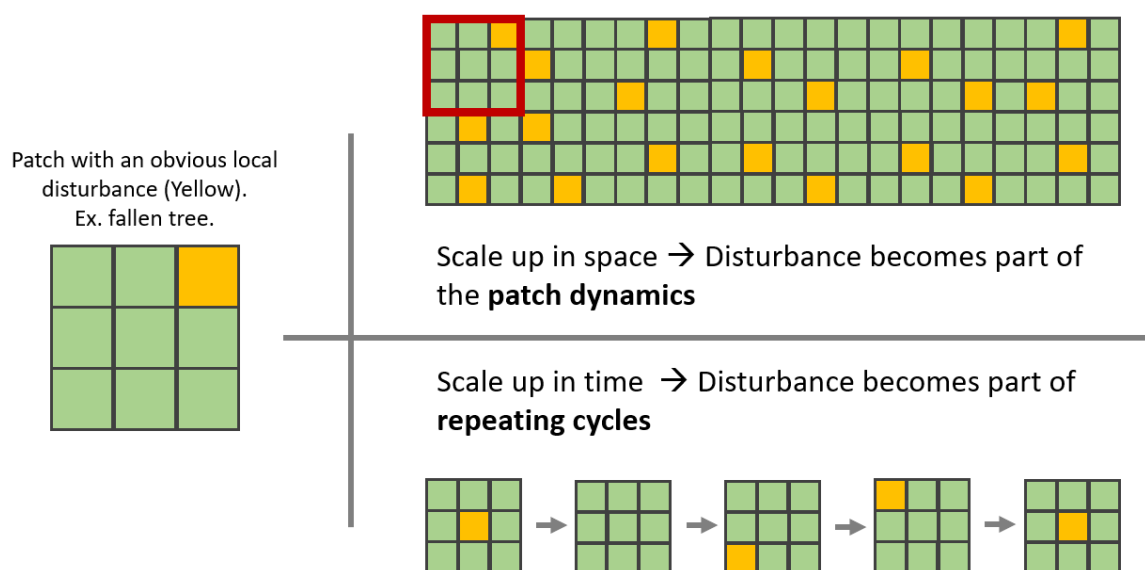 Patch with an obvious local
disturbance (Yellow).
Ex. fallen tree.
Scale up in space → Disturbance becomes part of
the patch dynamics
Scale up in time → Disturbance becomes part of
repeating cycles